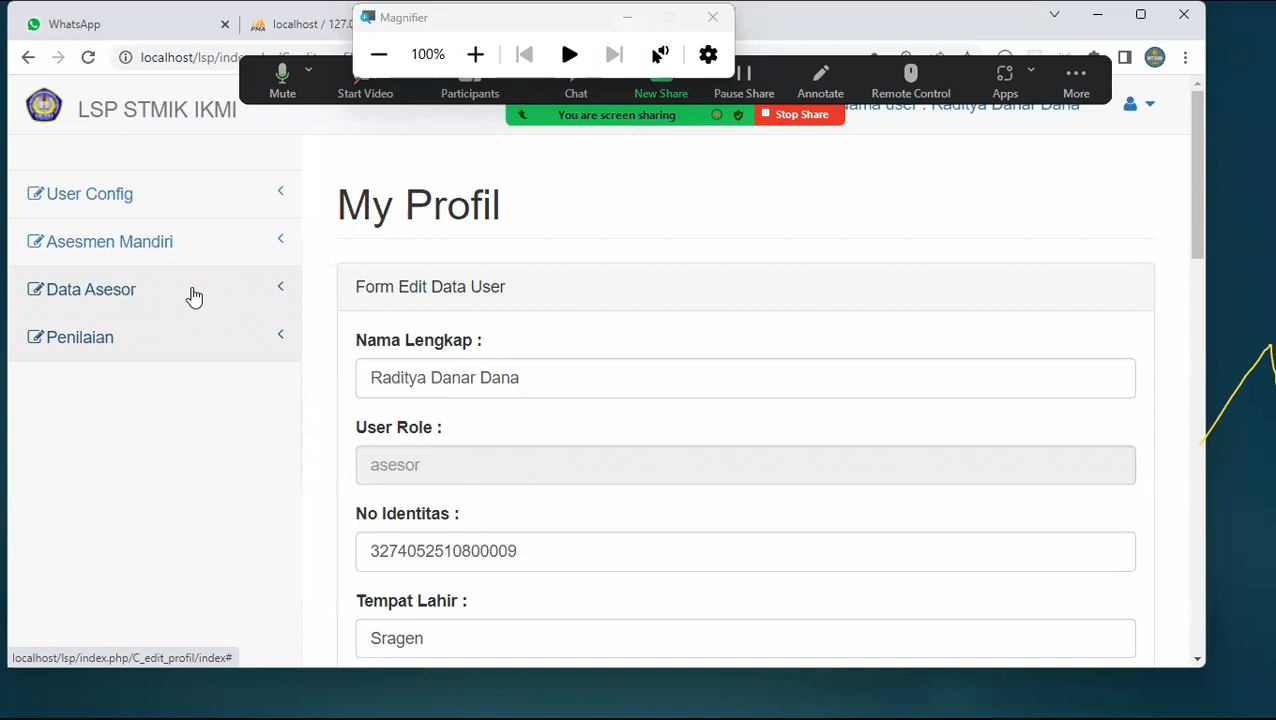 WhatsApp
localhost / 127.0
Magnifier
localhost/lsp/index
100%
Mute
Start Video
Participants
Chat
New Share
Pause Share
Annotate
Remote Control
Apps
More
You are screen sharing
Stop Share
LSP STMIK IKMI
Nama user : Raditya Danar Dana
User Config
Asesmen Mandiri
Data Asesor
Penilaian
My Profil
Form Edit Data User
Nama Lengkap :
Raditya Danar Dana
User Role :
asesor
No Identitas :
3274052510800009
Tempat Lahir :
Sragen
localhost/lsp/index.php/C_edit_profil/index#